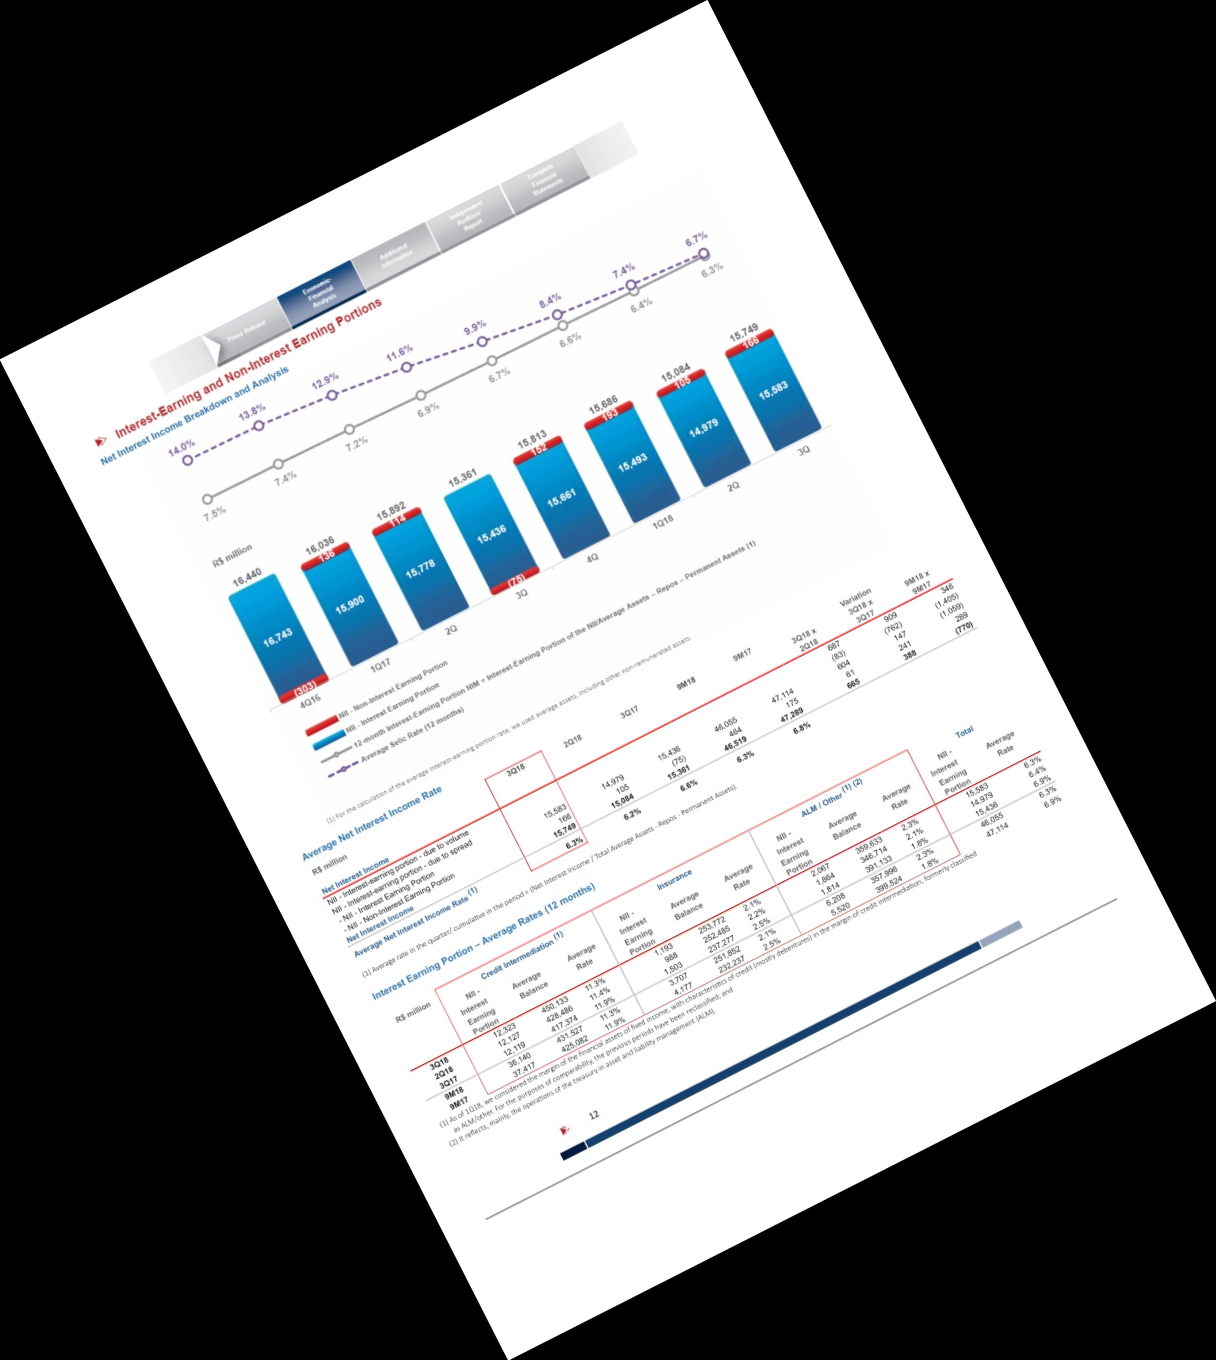 Press Release
Economic-
Financial
Analysis
Additional
Information
Independent
Auditors'
Report
Complete
Financial
Statements
Interest-Earning and Non-Interest Earning Portions
Net Interest Income Breakdown and Analysis
14.0% 13.8% 12.9% 11.6% 9.9% 8.4% 7.4% 6.7%
7.5% 7.4% 7.2% 6.9% 6.7% 6.6% 6.4% 6.3%
R$ million
16,440 16,036 15,892 15,361 15,813 15,686 15,084 15,749
136 114 152 193 105 166
16,743 15,900 15,778 15,436 15,661 15,493 14,979 15,583
(303) (75)
4Q16 1Q17 2Q 3Q 4Q 1Q18 2Q 3Q
NII - Non-Interest Earning Portion
NII - Interest Earning Portion
12-month Interest-Earning Portion NIM = Interest-Earning Portion of the NII/Average Assets – Repos – Permanent Assets (1)
Average Selic Rate (12 months)
(1) For the calculation of the average interest-earning portion rate, we used average assets, including other non-remunerated assets.
Average Net Interest Income Rate
Variation
R$ million 3Q18 2Q18 3Q17 9M18 9M17 3Q18 x 2Q18 3Q18 x 3Q17 9M18 x 9M17
Net Interest Income
NII - Interest-earning portion - due to volume 687 909 346
NII - Interest-earning portion - due to spread (83) (762) (1,405)
- NII - Interest Earning Portion 15,583 14,979 15,436 46,055 47,114 604 147 (1,059)
- NII - Non-Interest Earning Portion 166 105 (75) 464 175 61 241 289
Net Interest Income 15,749 15,084 15,361 46,519 47,289 665 388 (770)
Average Net Interest Income Rate (1) 6.3% 6.2% 6.6% 6.3% 6.8%
(1) Average rate in the quarter/ cumulative in the period = (Net Interest Income / Total Average Assets - Repos - Permanent Assets).
Interest Earning Portion – Average Rates (12 months)
R$ million Credit Intermediation (1) Insurance ALM / Other (1) (2) Total
NII - Interest Earning Portion Average Balance Average Rate NII - Interest Earning Portion Average Balance Average Rate NII - Interest Earning Portion Average Balance Average Rate NII - Interest Earning Portion Average Rate
3Q18 12,323 450,133 11.3% 1,193 253,772 2.1% 2,067 359,633 2.3% 15,583 6.3%
2Q18 12,127 428,486 11.4% 988 252,485 2.2% 1,864 346,714 2.1% 14,979 6.4%
3Q17 12,119 417,374 11.9% 1,503 237,277 2.5% 1,814 391,133 1.8% 15,436 6.9%
9M18 36,140 431,527 11.3% 3,707 251,852 2.1% 6,208 357,996 2.3% 46,055 6.3%
9M17 37,417 425,082 11.9% 4,177 232,237 2.5% 5,520 399,524 1.8% 47,114 6.9%
(1) As of 1Q18, we considered the margin of the financial assets of fixed income, with characteristics of credit (mostly debentures) in the margin of credit intermediation, formerly classified
as ALM/other. For the purposes of comparability, the previous periods have been reclassified; and
(2) It reflects, mainly, the operations of the treasury in asset and liability management (ALM).
12